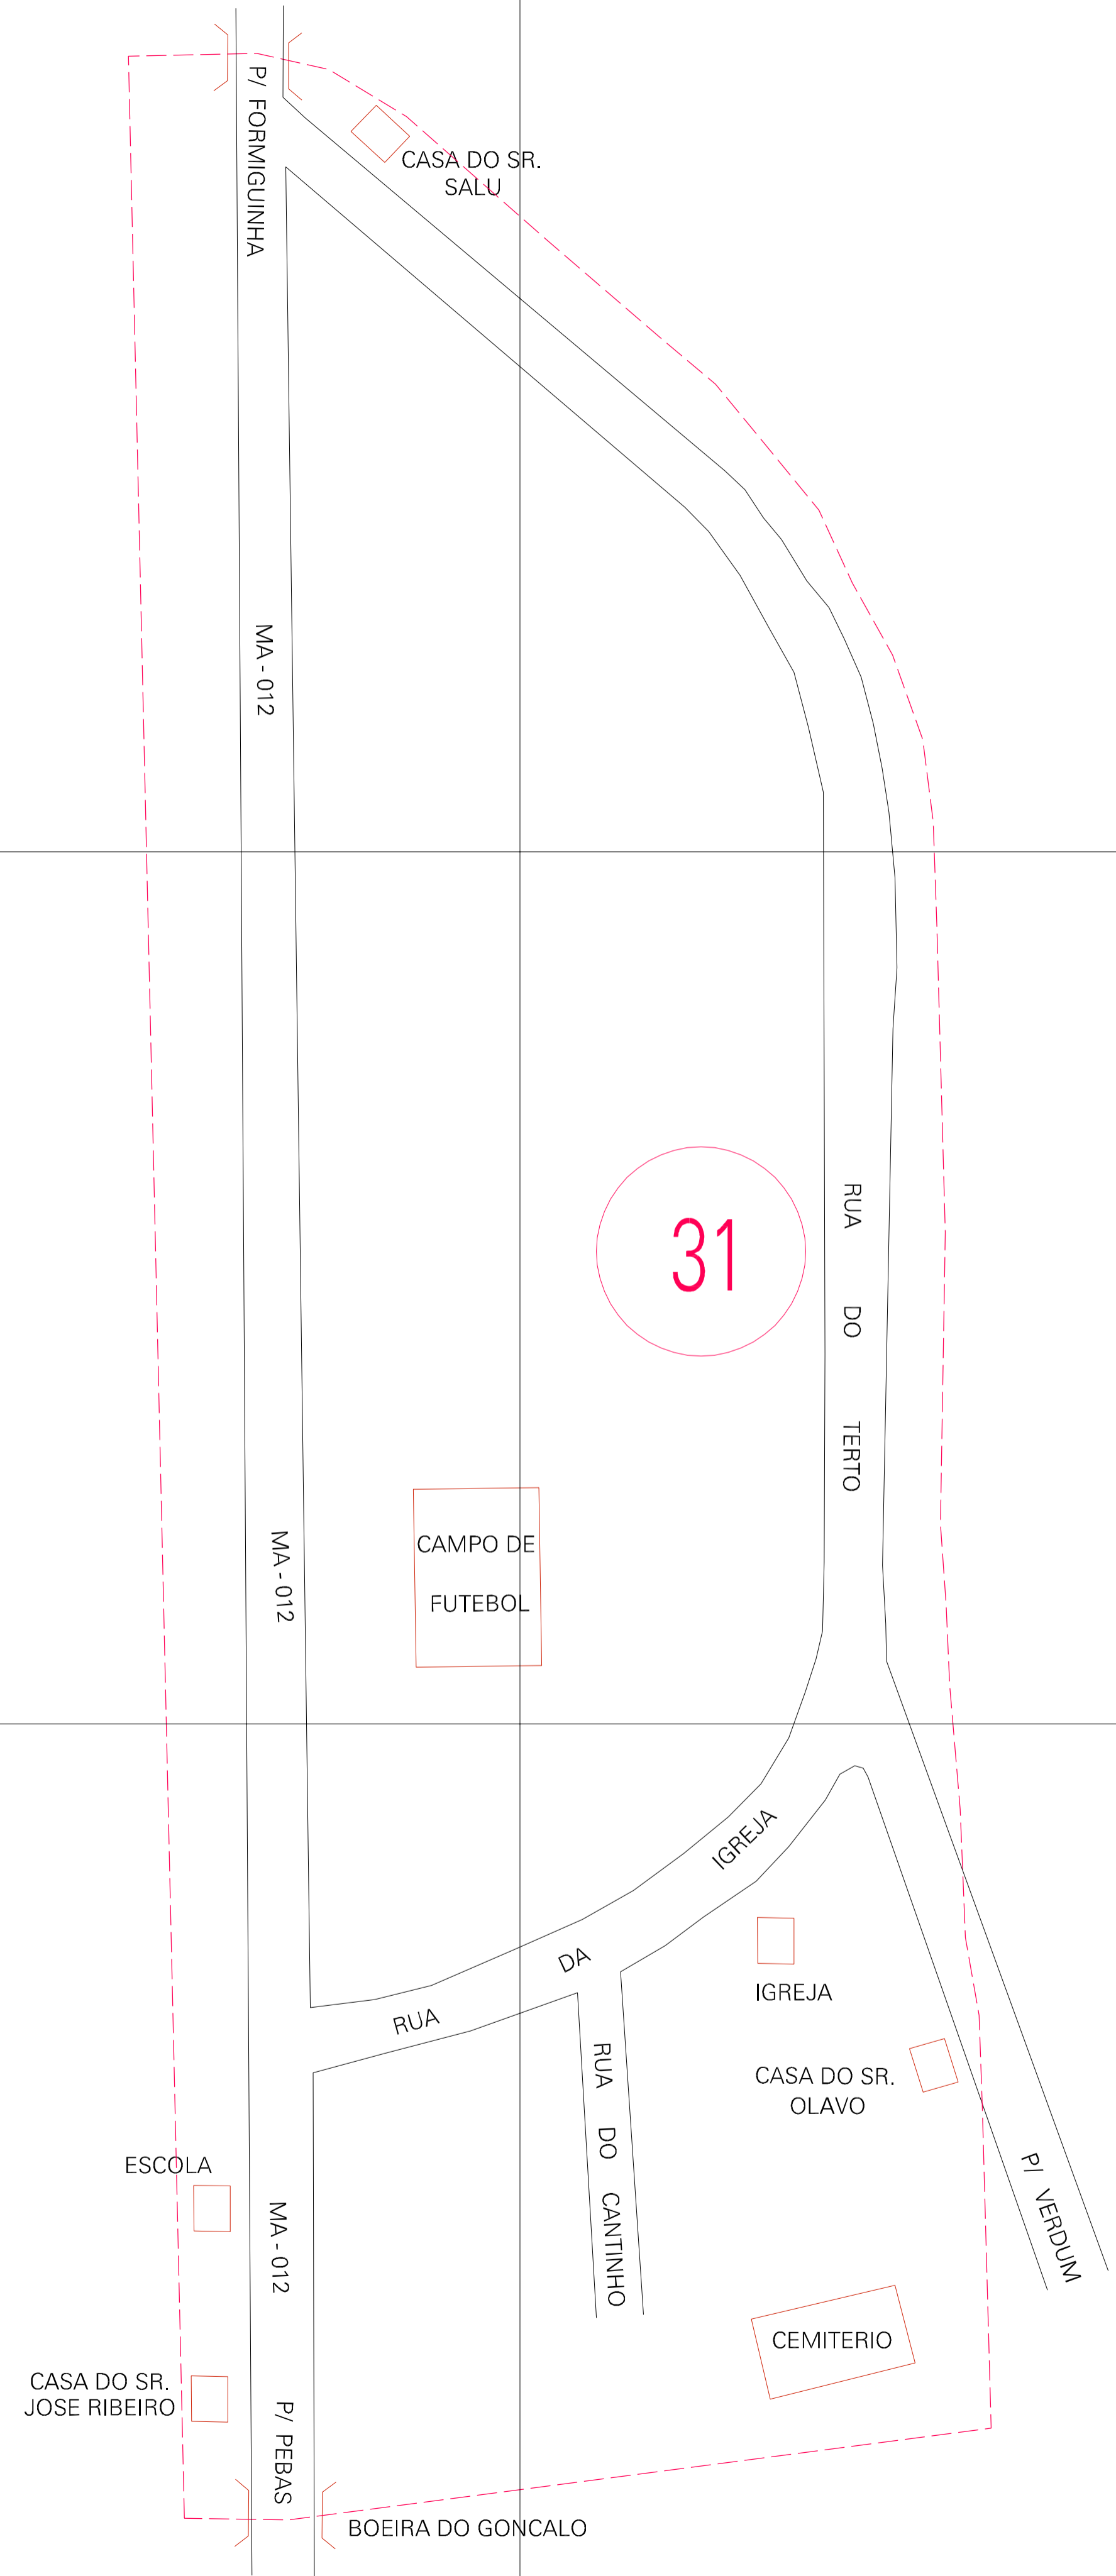 P/ FORMIGUINHA
CASA DO SR.
SALU
MA - 012
31
RUA DO TERTO
MA - 012
CAMPO DE
FUTEBOL
RUA DA IGREJA
IGREJA
RUA DO CANTINHO
CASA DO SR.
OLAVO
P/ VERDUM
ESCOLA
MA - 012
CEMITERIO
CASA DO SR.
JOSE RIBEIRO
P/ PEBAS
BOEIRA DO GONCALO